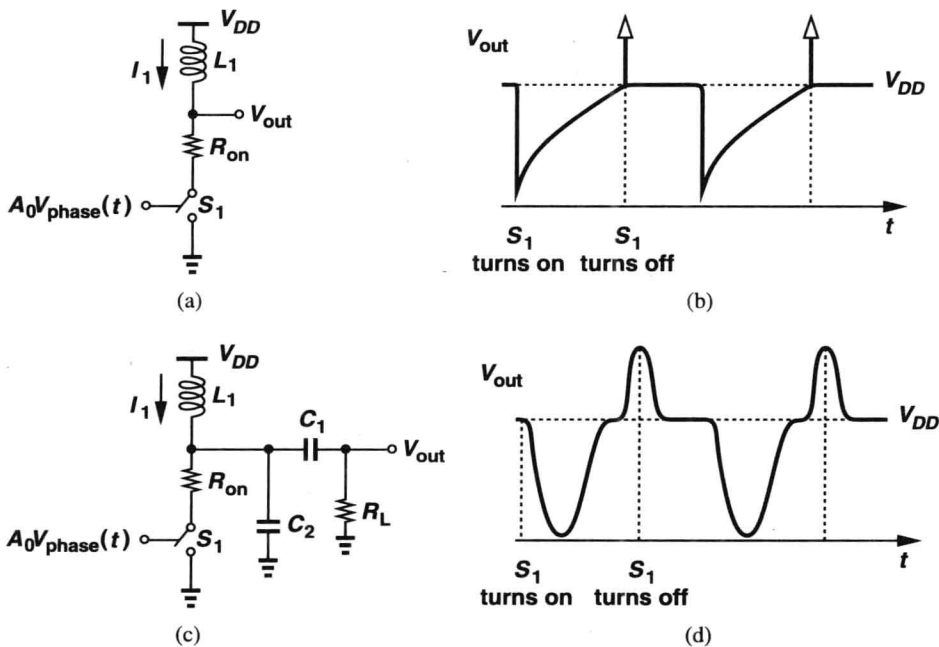 V_DD
I_1
L_1
V_out
R_on
A_0V_phase(t)
S_1
(a)
V_out
V_DD
t
S_1 S_1
turns on turns off
(b)
V_DD
I_1
L_1
C_1
V_out
R_on
C_2
R_L
A_0V_phase(t)
S_1
(c)
V_out
V_DD
t
S_1 S_1
turns on turns off
(d)